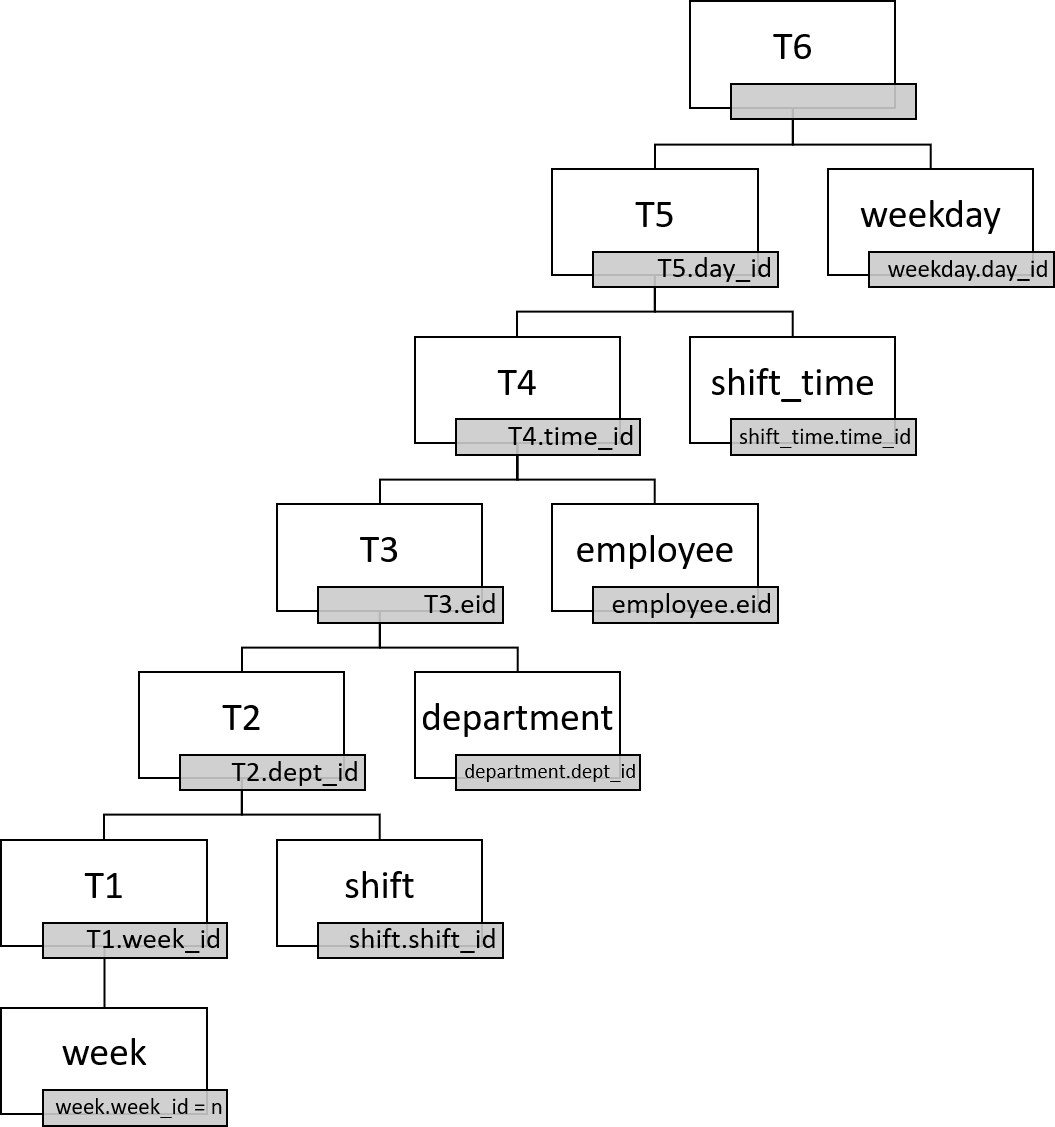 T6
T5
weekday
T5.day_id
weekday.day_id
T4
shift_time
T4.time_id
shift_time.time_id
T3
employee
T3.eid
employee.eid
T2
department
T2.dept_id
department.dept_id
T1
shift
T1.week_id
shift.shift_id
week
week.week_id = n